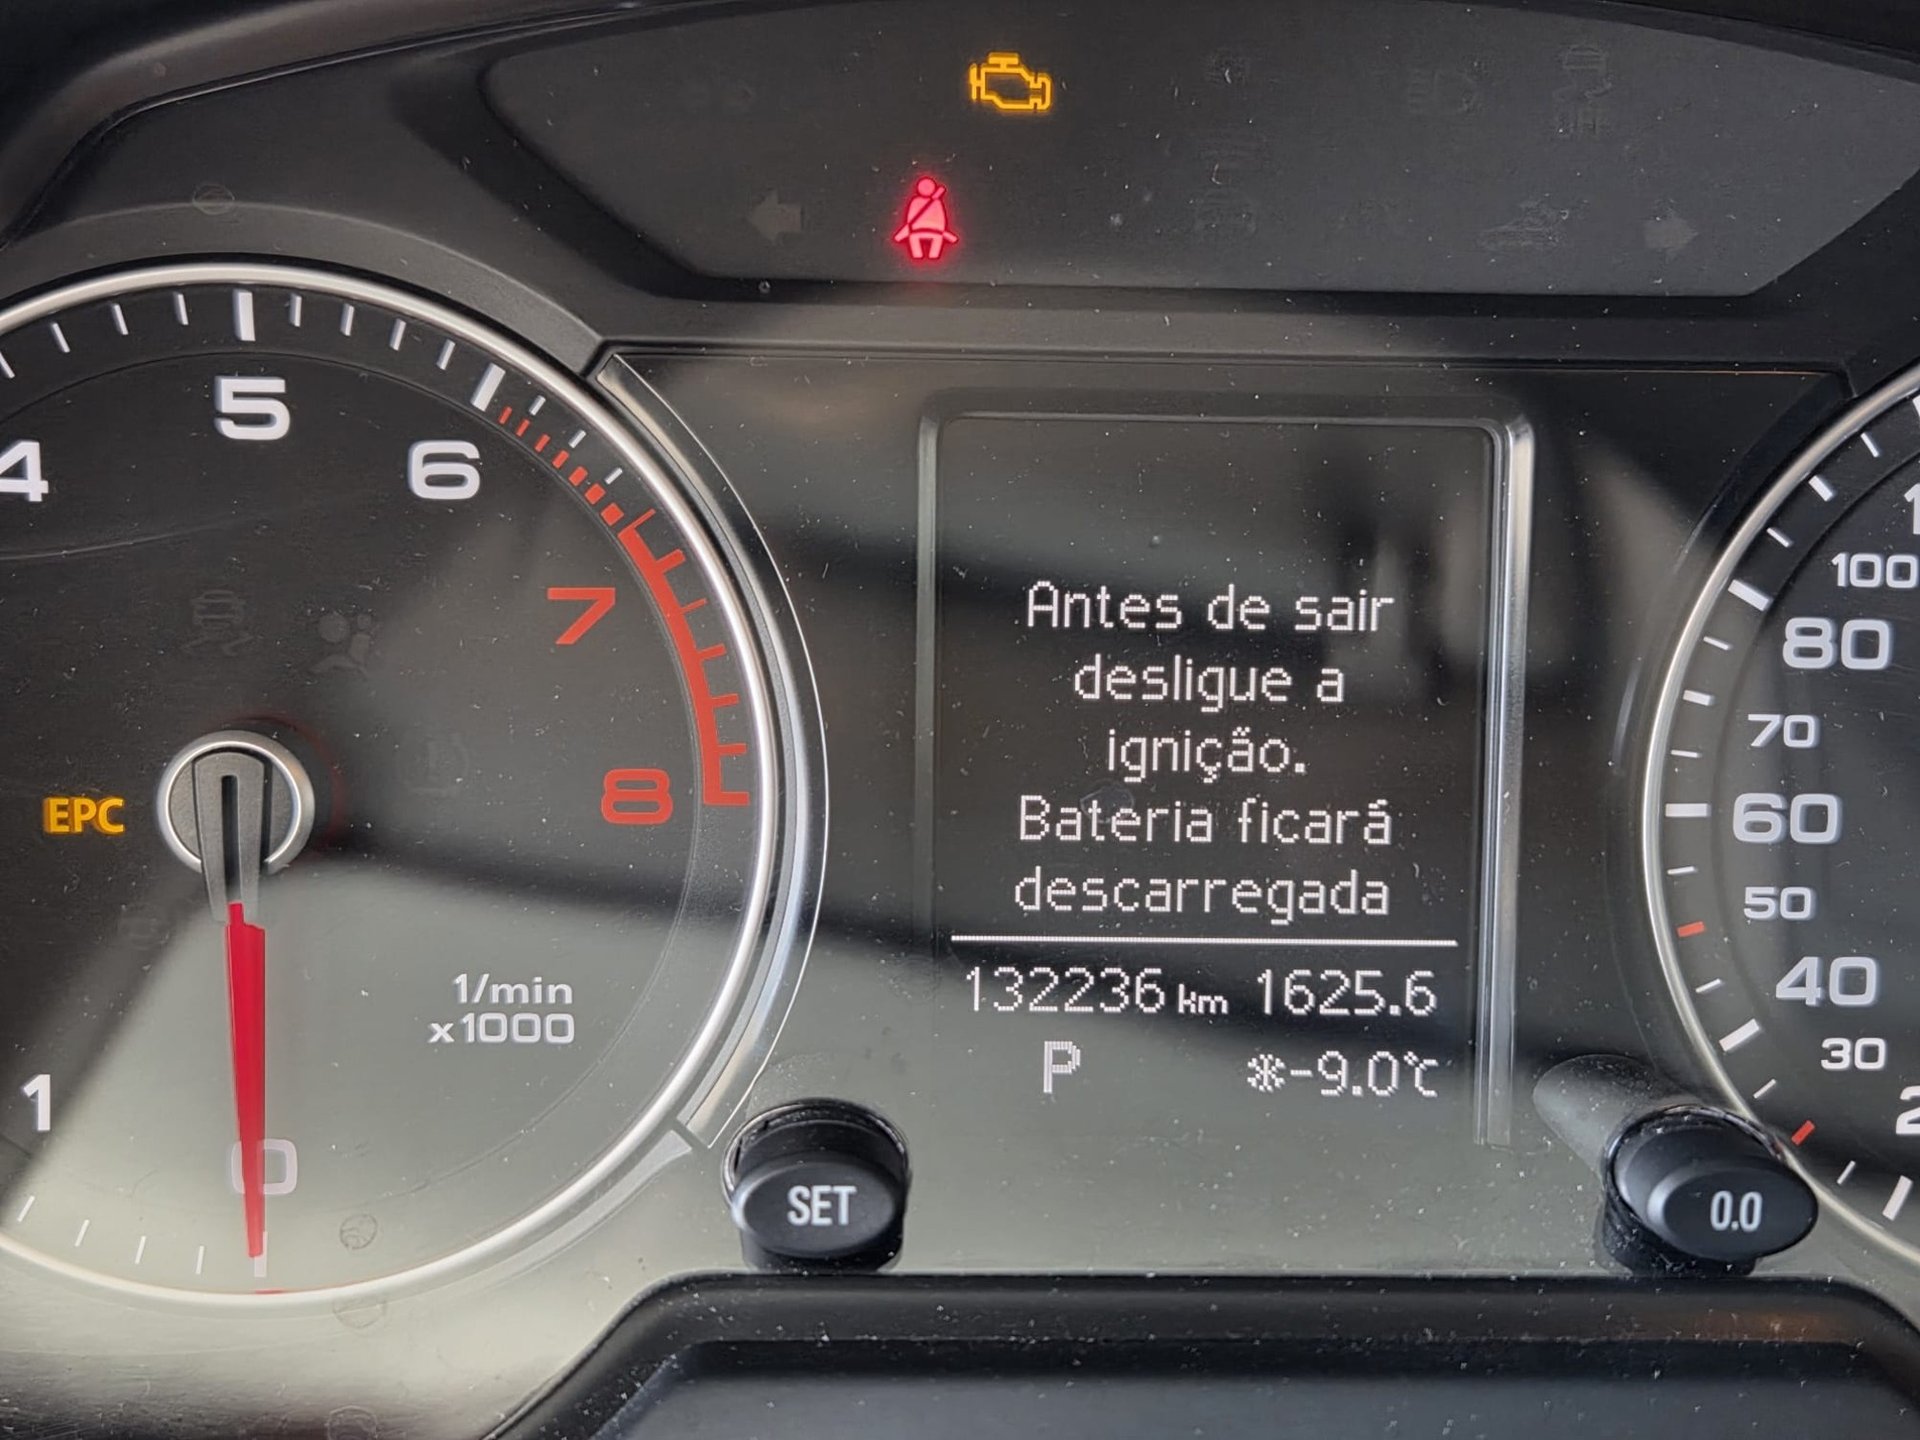 5
4
6
7
8
EPC
1/min
x1000
1
0
Antes de sair
desligue a
ignição.
Bateria ficará
descarregada
132236 km 1625.6
P -9.0°C
SET
0.0
100
80
70
60
50
40
30